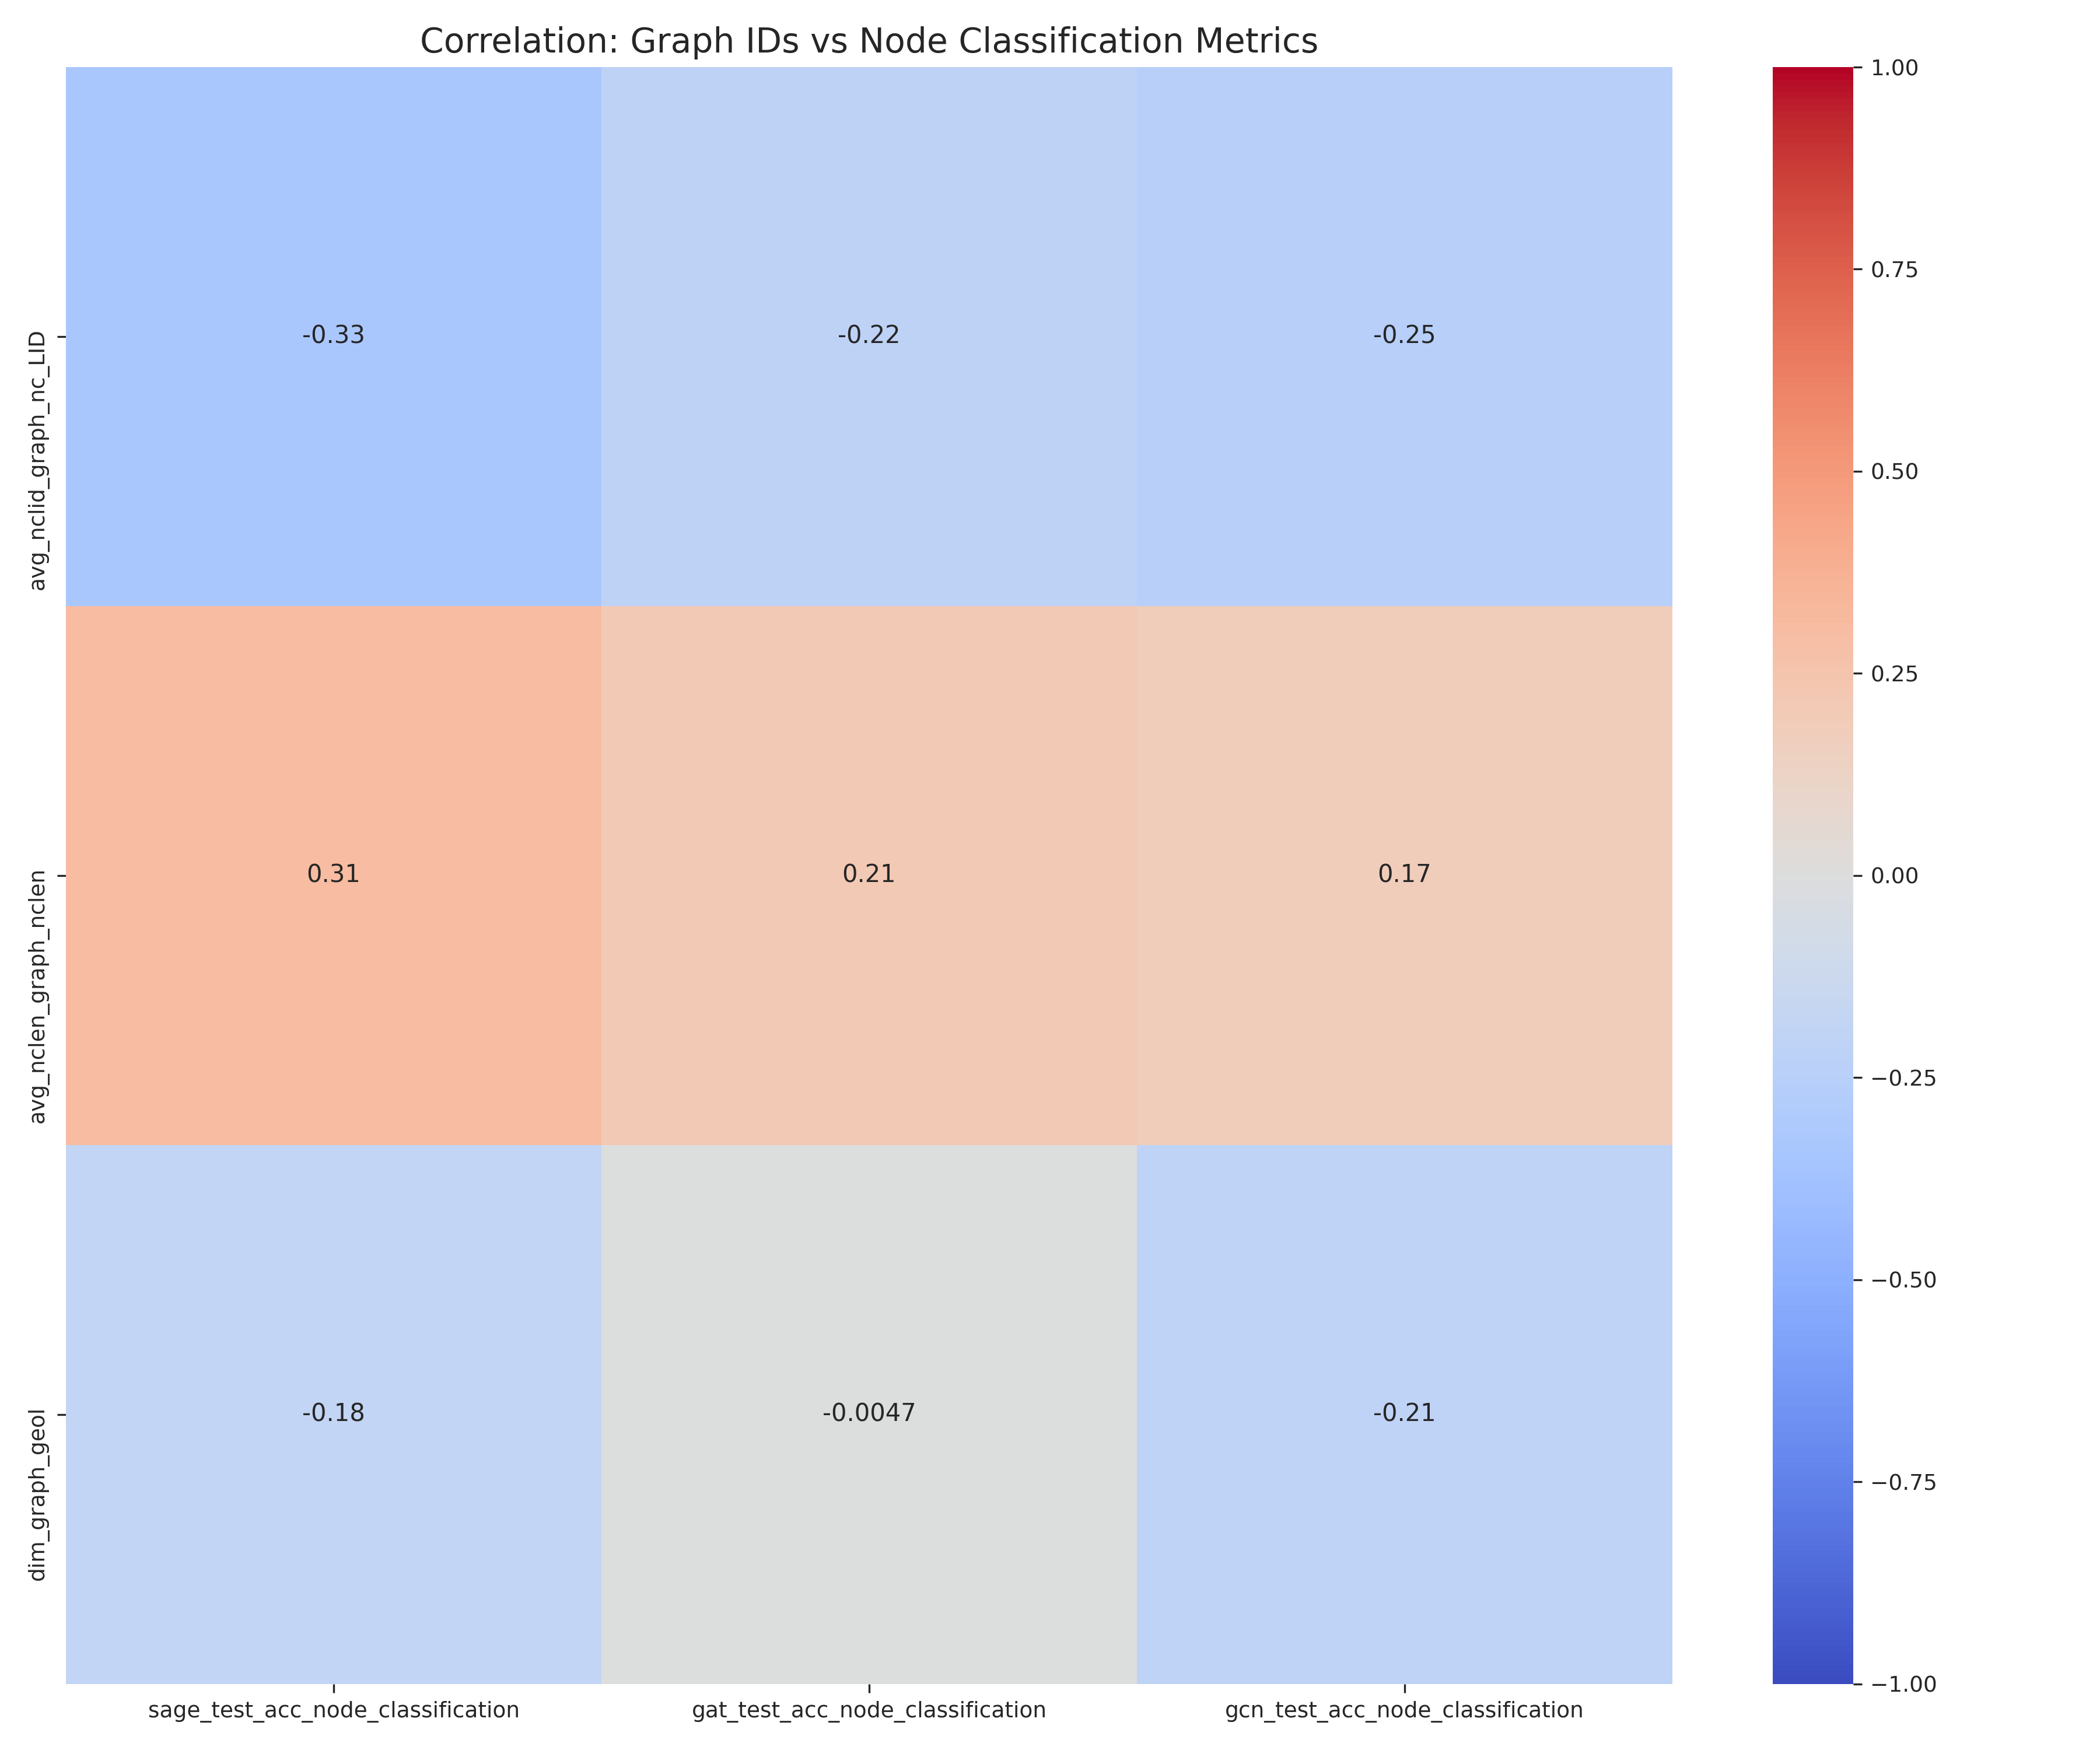 Correlation: Graph IDs vs Node Classification Metrics
avg_nclid_graph_nc_LID
-0.33
-0.22
-0.25
avg_nclen_graph_nclen
0.31
0.21
0.17
dim_graph_geol
-0.18
-0.0047
-0.21
sage_test_acc_node_classification
gat_test_acc_node_classification
gcn_test_acc_node_classification
1.00
0.75
0.50
0.25
0.00
−0.25
−0.50
−0.75
−1.00